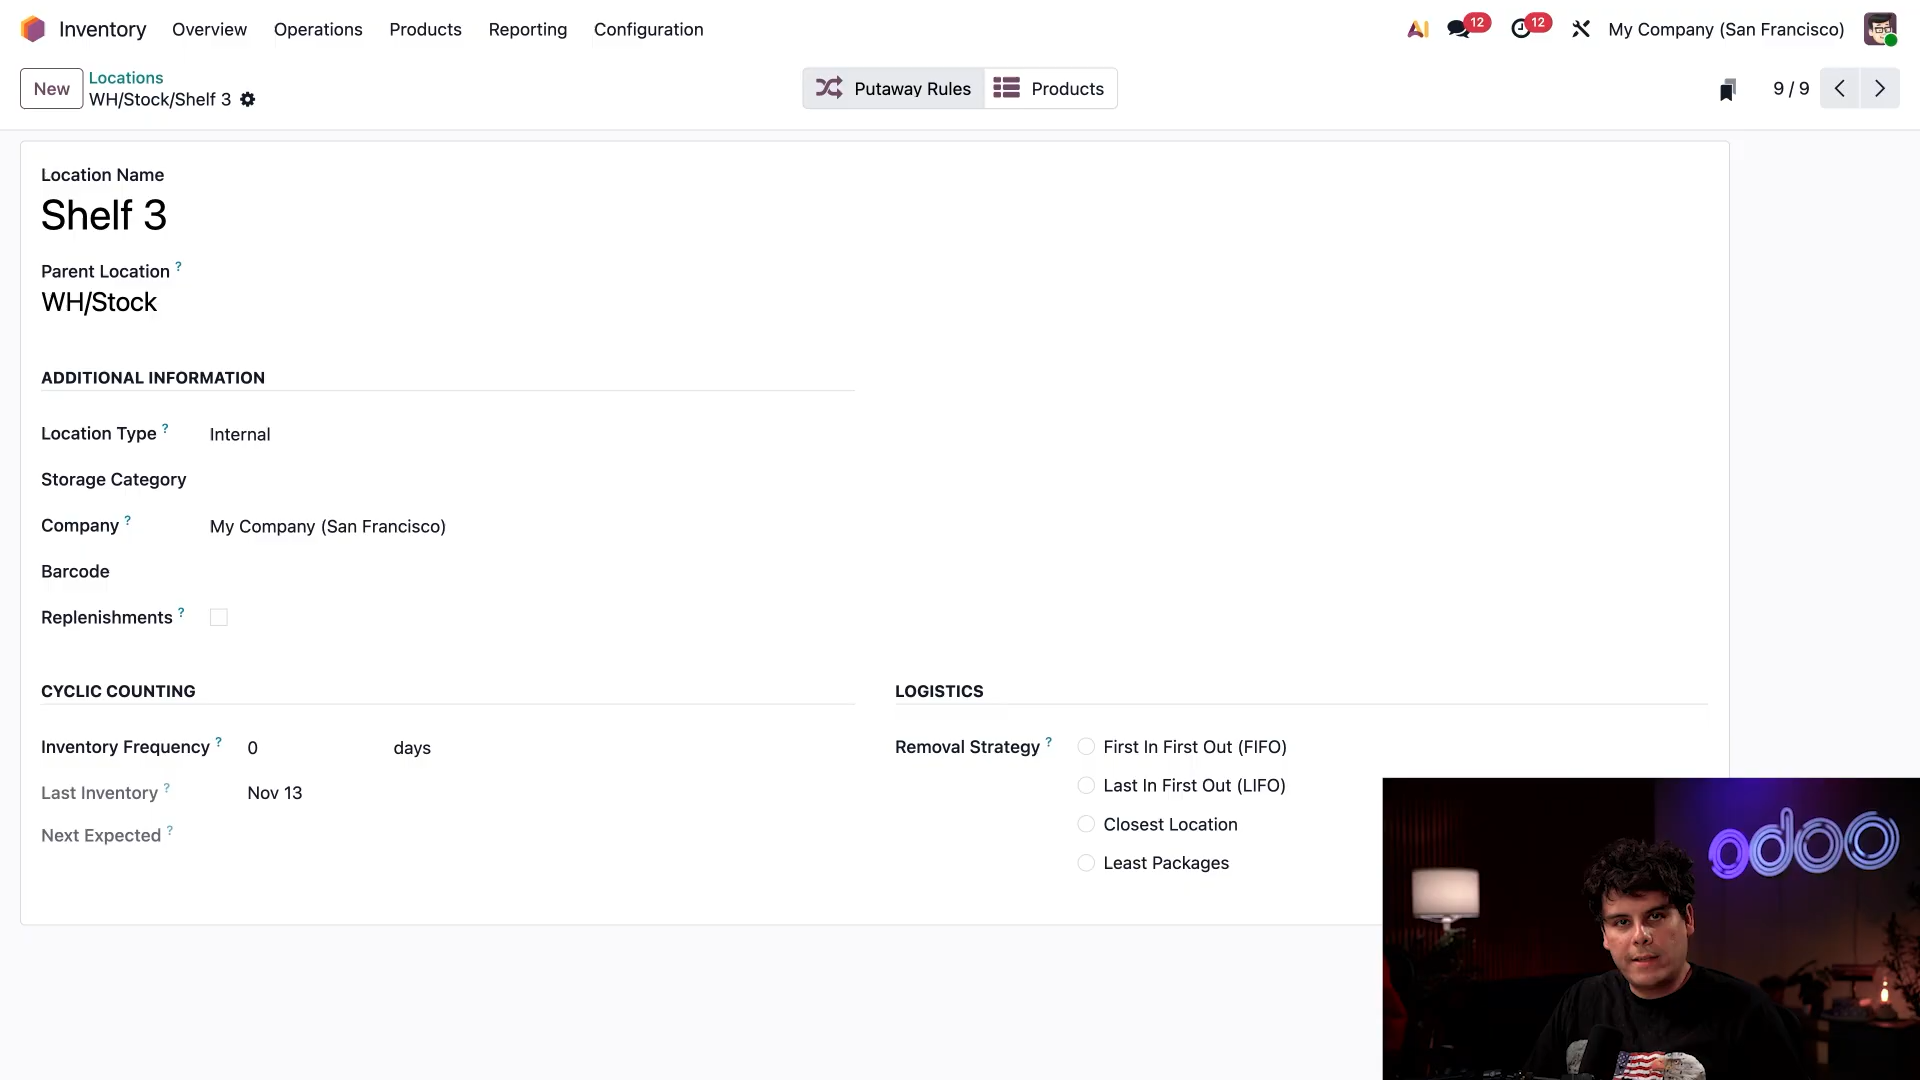 Inventory Overview Operations Products Reporting Configuration 12 12 My Company (San Francisco)
New Locations
WH/Stock/Shelf 3
Putaway Rules Products
9 / 9
Location Name
Shelf 3
Parent Location ?
WH/Stock
ADDITIONAL INFORMATION
Location Type ? Internal
Storage Category
Company ? My Company (San Francisco)
Barcode
Replenishments ?
CYCLIC COUNTING
Inventory Frequency ? 0 days
Last Inventory ? Nov 13
Next Expected ?
LOGISTICS
Removal Strategy ? First In First Out (FIFO)
Last In First Out (LIFO)
Closest Location
Least Packages
odoo